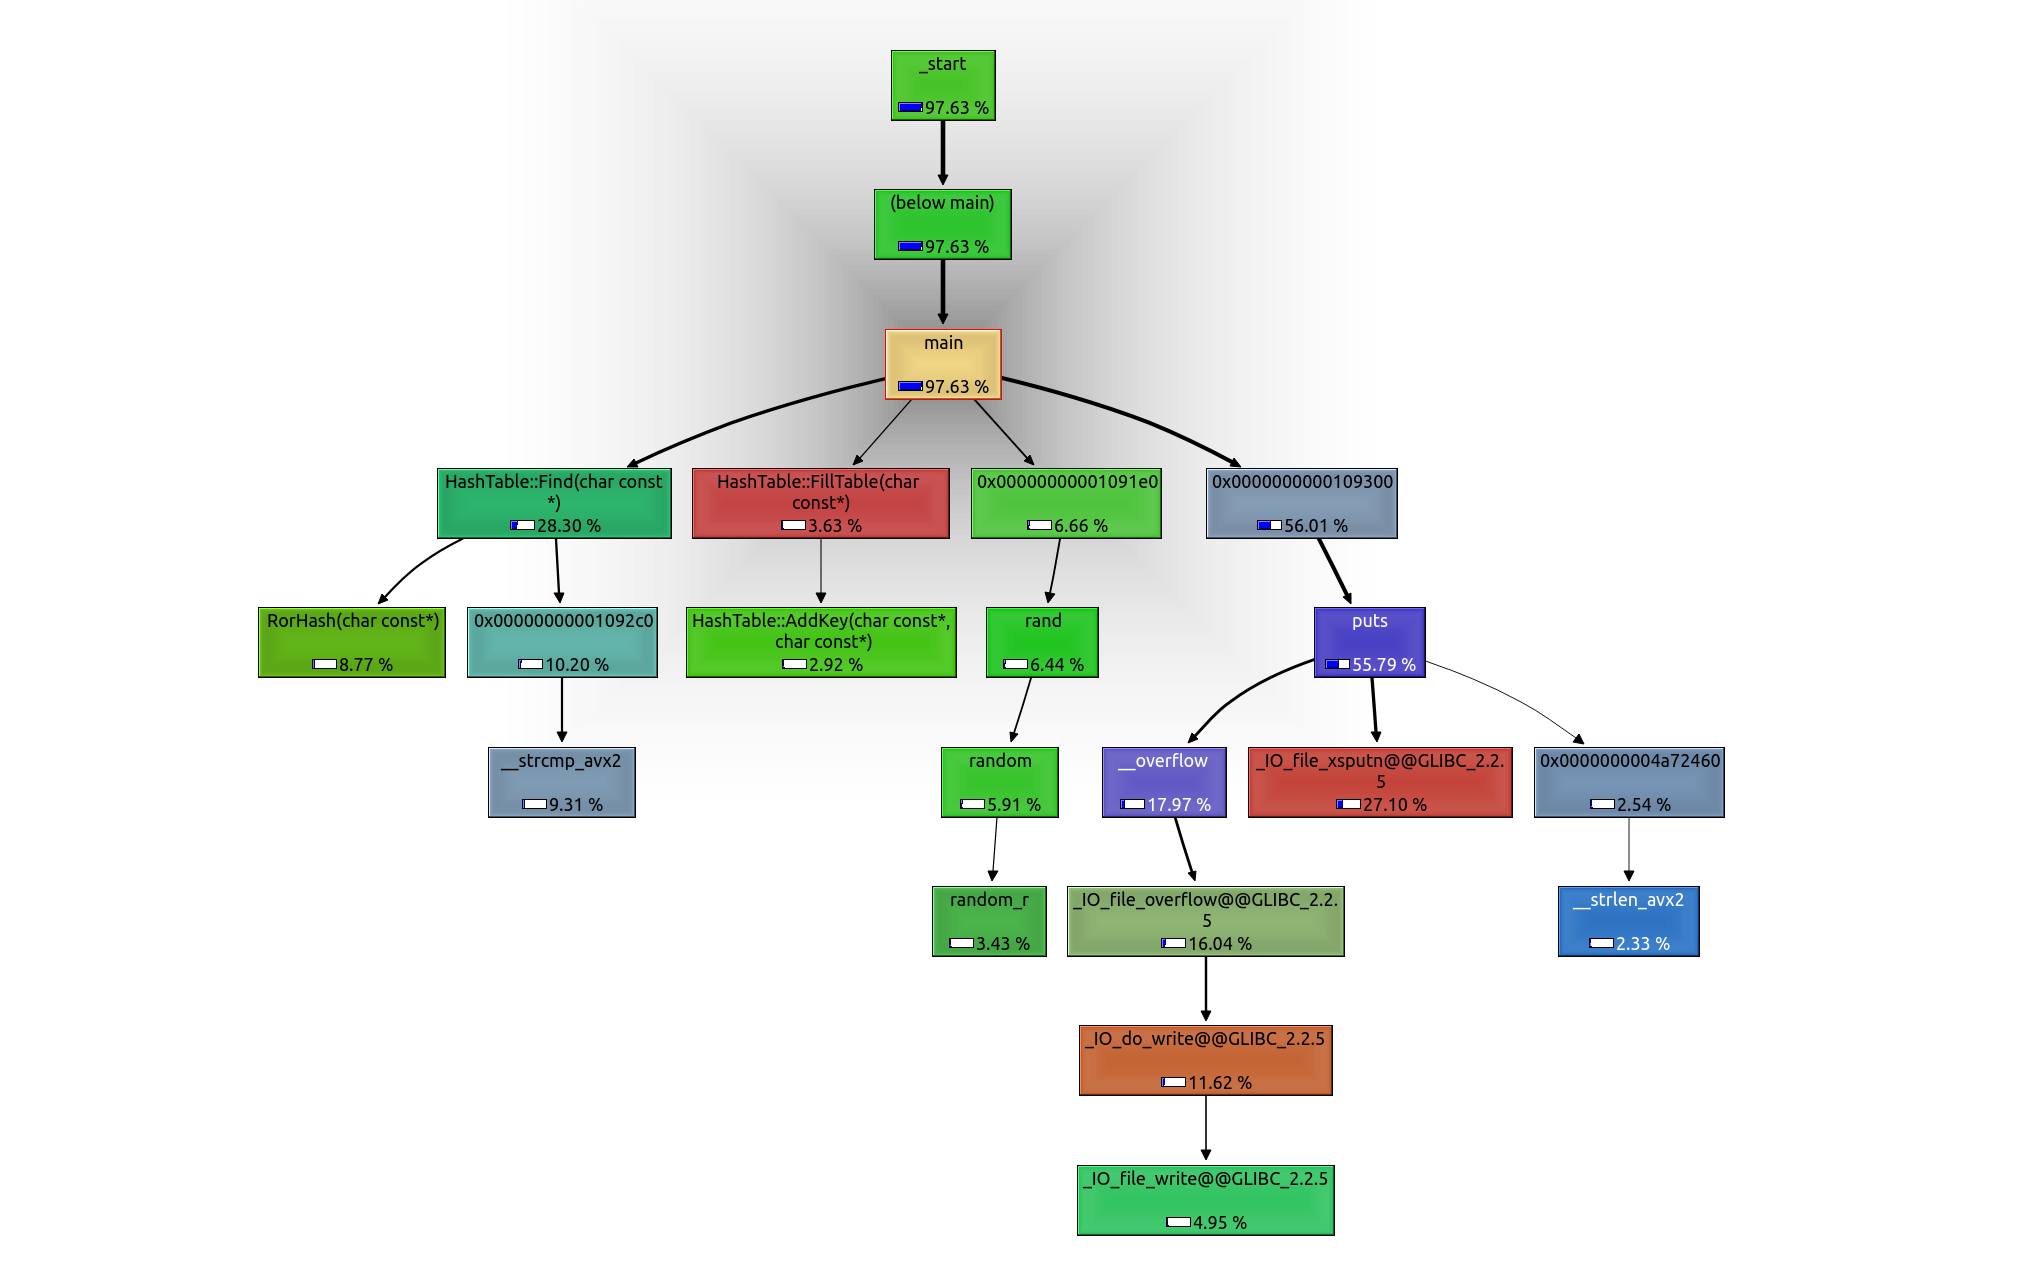 _start
97.63 %
(below main)
97.63 %
main
97.63 %
HashTable::Find(char const
*)
28.30 %
HashTable::FillTable(char
const*)
3.63 %
0x00000000001091e0
6.66 %
0x0000000000109300
56.01 %
RorHash(char const*)
8.77 %
0x00000000001092c0
10.20 %
HashTable::AddKey(char const*,
char const*)
2.92 %
rand
6.44 %
puts
55.79 %
__strcmp_avx2
9.31 %
random
5.91 %
__overflow
17.97 %
_IO_file_xsputn@@GLIBC_2.2.
5
27.10 %
0x0000000004a72460
2.54 %
random_r
3.43 %
_IO_file_overflow@@GLIBC_2.2.
5
16.04 %
__strlen_avx2
2.33 %
_IO_do_write@@GLIBC_2.2.5
11.62 %
_IO_file_write@@GLIBC_2.2.5
4.95 %